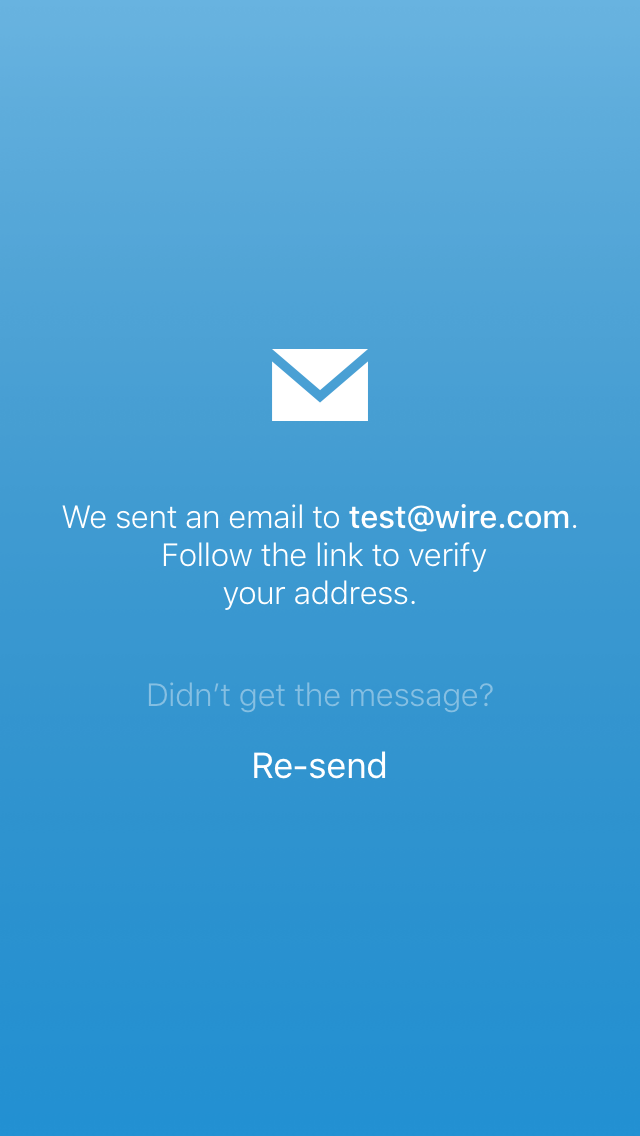 We sent an email to test@wire.com.
Follow the link to verify
your address.
Didn’t get the message?
Re-send